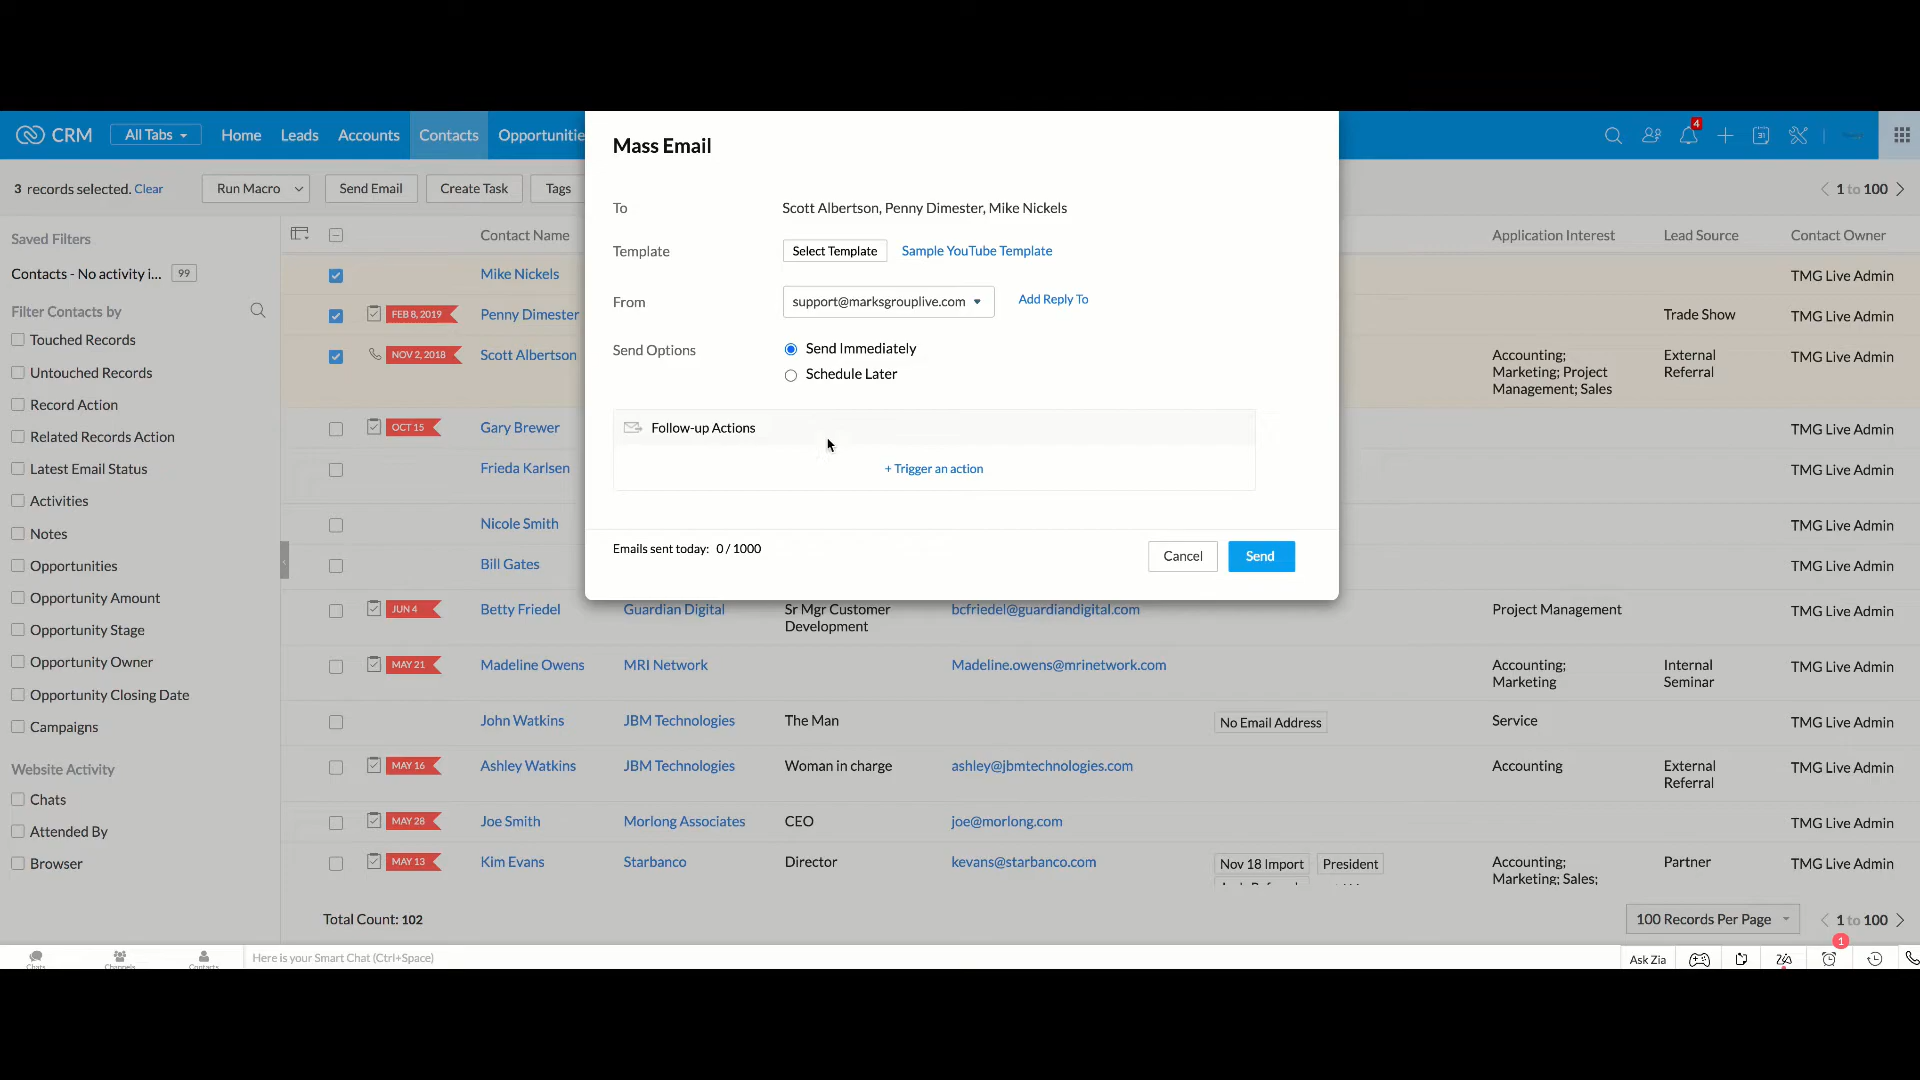 CRM
All Tabs
Home
Leads
Accounts
Contacts
Opportunitie
4
31
3 records selected. Clear
Run Macro
Send Email
Create Task
Tags
1 to 100
Mass Email
To
Scott Albertson, Penny Dimester, Mike Nickels
Template
Select Template
Sample YouTube Template
From
support@marksgrouplive.com
Add Reply To
Send Options
Send Immediately
Schedule Later
Follow-up Actions
+ Trigger an action
Emails sent today: 0 / 1000
Cancel
Send
Saved Filters
Contacts - No activity i... 99
Filter Contacts by
Touched Records
Untouched Records
Record Action
Related Records Action
Latest Email Status
Activities
Notes
Opportunities
Opportunity Amount
Opportunity Stage
Opportunity Owner
Opportunity Closing Date
Campaigns
Website Activity
Chats
Attended By
Browser
Contact Name
Application Interest
Lead Source
Contact Owner
Mike Nickels
TMG Live Admin
FEB 8, 2019
Penny Dimester
Trade Show
TMG Live Admin
NOV 2, 2018
Scott Albertson
Accounting;
Marketing; Project
Management; Sales
External
Referral
TMG Live Admin
OCT 15
Gary Brewer
TMG Live Admin
Frieda Karlsen
TMG Live Admin
Nicole Smith
TMG Live Admin
Bill Gates
TMG Live Admin
JUN 4
Betty Friedel
Guardian Digital
Sr Mgr Customer
Development
bcfriedel@guardiandigital.com
Project Management
TMG Live Admin
MAY 21
Madeline Owens
MRI Network
Madeline.owens@mrinetwork.com
Accounting;
Marketing
Internal
Seminar
TMG Live Admin
John Watkins
JBM Technologies
The Man
No Email Address
Service
TMG Live Admin
MAY 16
Ashley Watkins
JBM Technologies
Woman in charge
ashley@jbmtechnologies.com
Accounting
External
Referral
TMG Live Admin
MAY 28
Joe Smith
Morlong Associates
CEO
joe@morlong.com
TMG Live Admin
MAY 13
Kim Evans
Starbanco
Director
kevans@starbanco.com
Nov 18 Import
President
Accounting;
Marketing; Sales;
Partner
TMG Live Admin
Total Count: 102
100 Records Per Page
1 to 100
1
Chats
Channels
Contacts
Here is your Smart Chat (Ctrl+Space)
Ask Zia